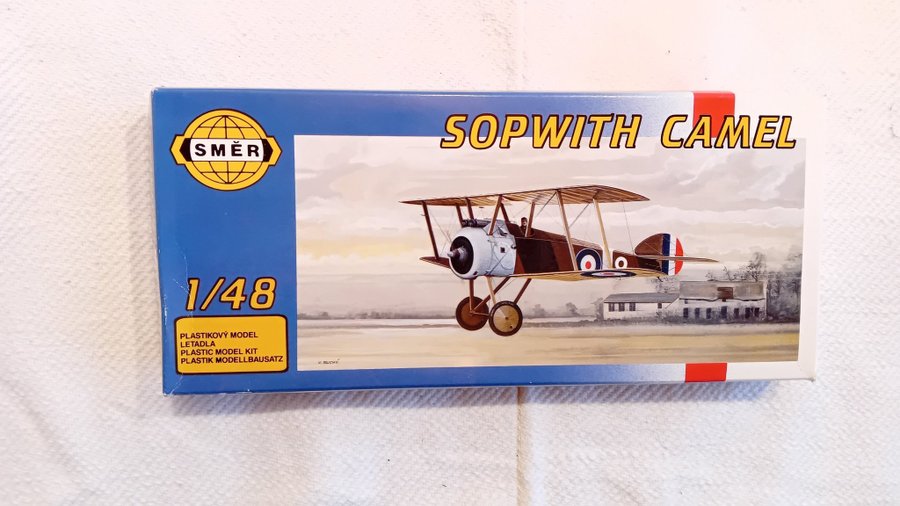 SOPWITH CAMEL
SMĚR
1/48
PLASTIKOVÝ MODEL
LETADLA
PLASTIC MODEL KIT
PLASTIK MODELLBAUSATZ